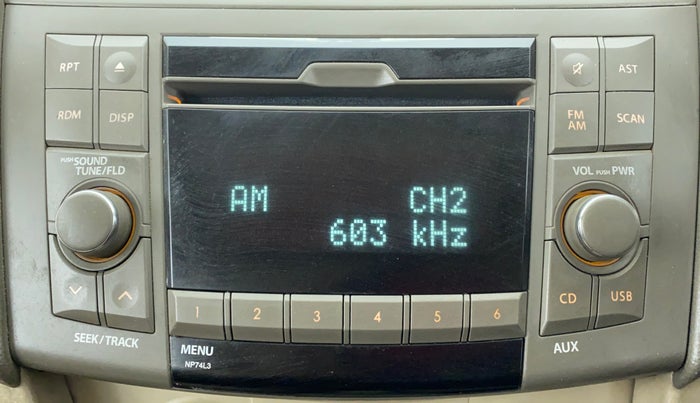 RPT
AST
RDM
DISP
FM
AM
SCAN
PUSH SOUND
TUNE/FLD
VOL PUSH PWR
AM CH2
603 kHz
CD
USB
1 2 3 4 5 6
SEEK/TRACK
MENU
NP74L3
AUX